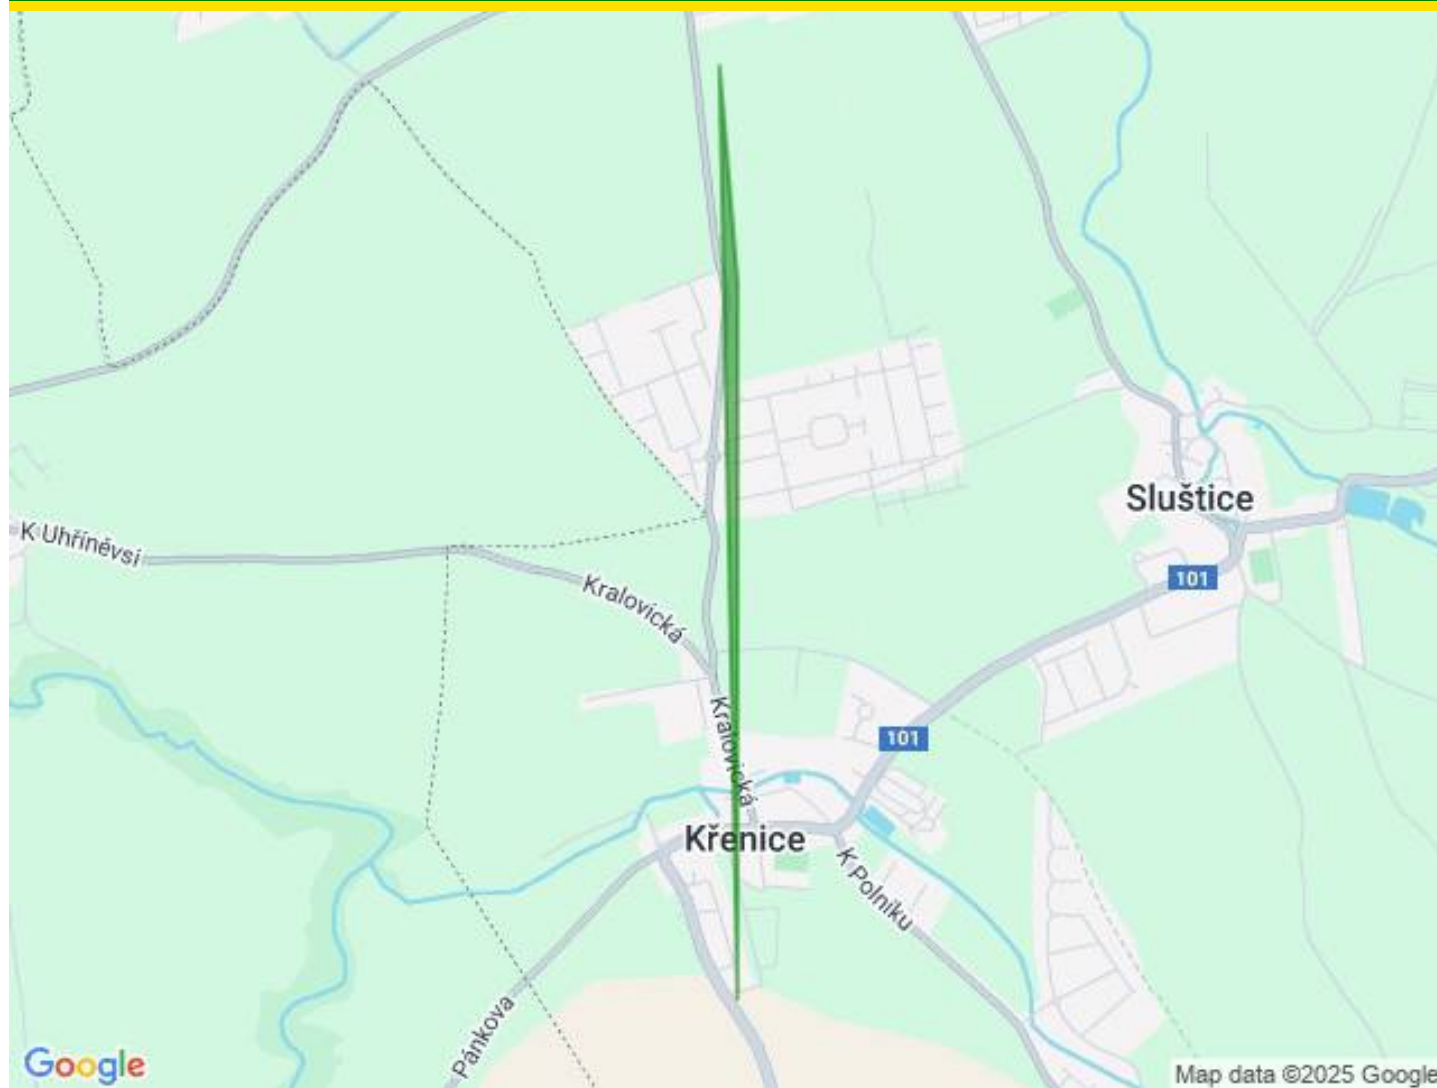 Sluštice
K Uhříněvsi
101
Kralovická
Kralovická
101
Křenice
K Polníku
Pánkova
Google
Map data ©2025 Google